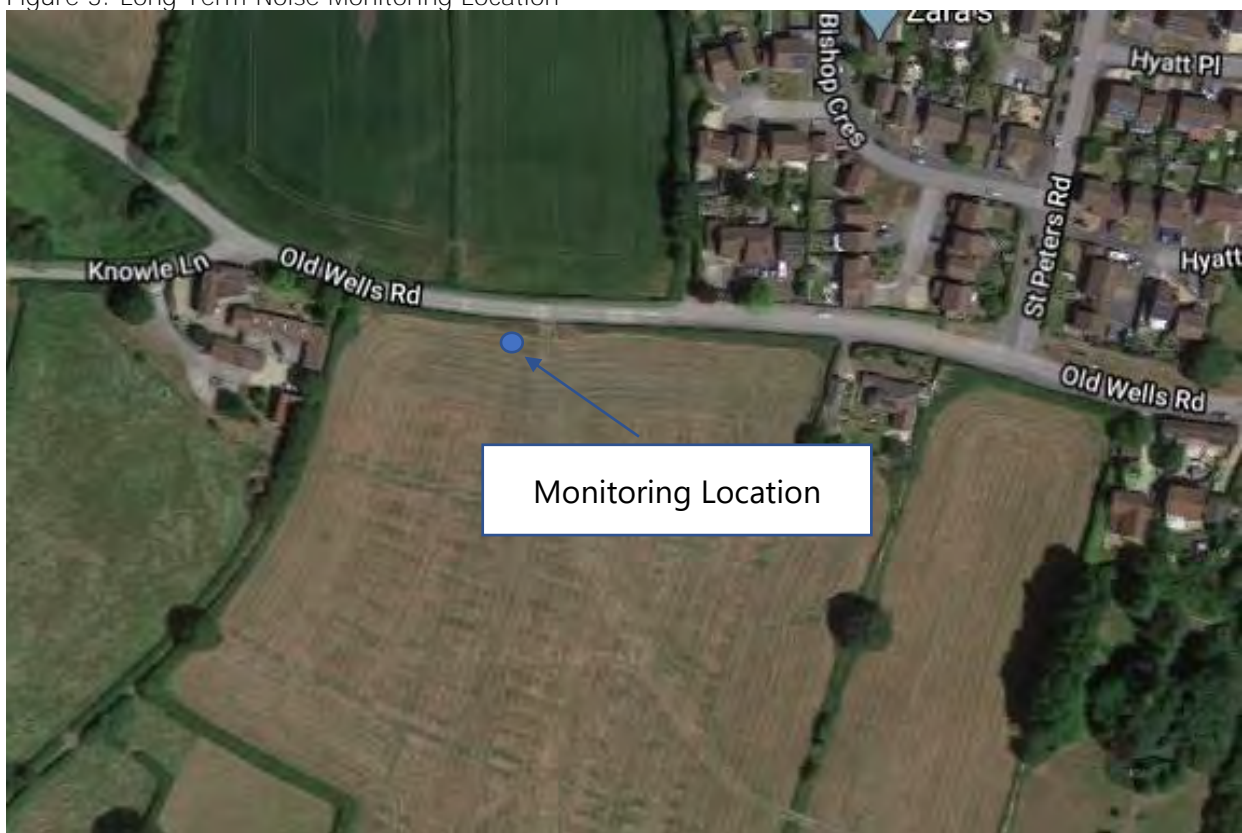 Figure 3: Long Term Noise Monitoring Location
Zara's
Bishop Cres
Hyatt Pl
St Peters Rd
Hyatt
Knowle Ln
Old Wells Rd
Old Wells Rd
Monitoring Location